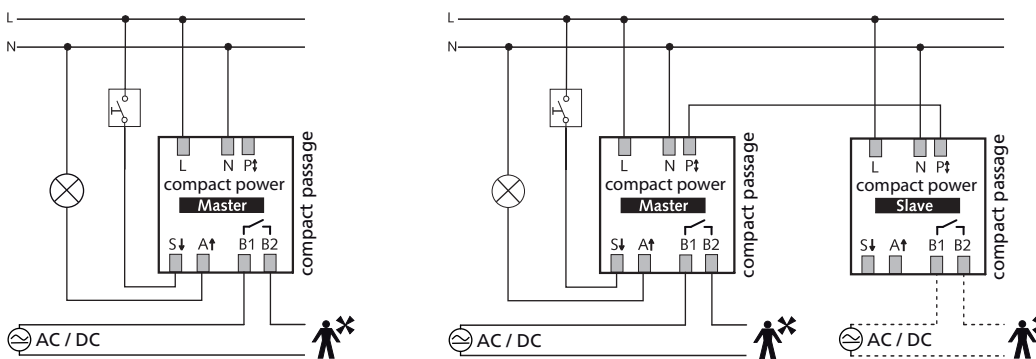 L
N
L N P↕
compact power
Master
S↓ A↑ B1 B2
compact passage
AC / DC
L
N
L N P↕
compact power
Master
S↓ A↑ B1 B2
compact passage
AC / DC
L N P↕
compact power
Slave
S↓ A↑ B1 B2
compact passage
AC / DC